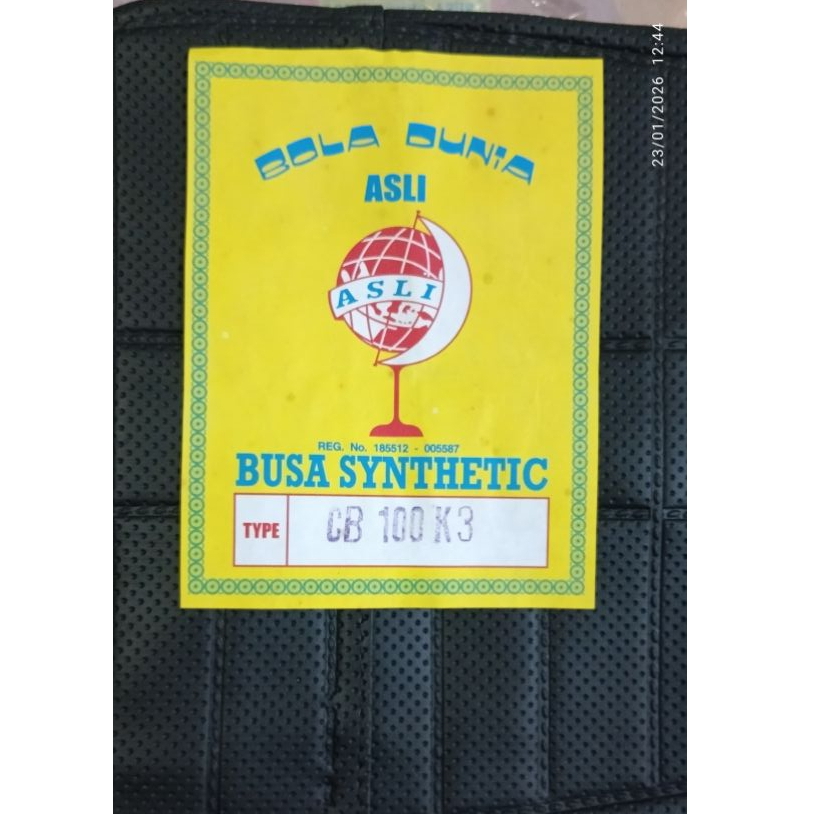 BOLA DUNIA
ASLI
ASLI
REG. No. 185512 - 005587
BUSA SYNTHETIC
TYPE CB 100 K3
23/01/2026 12:44